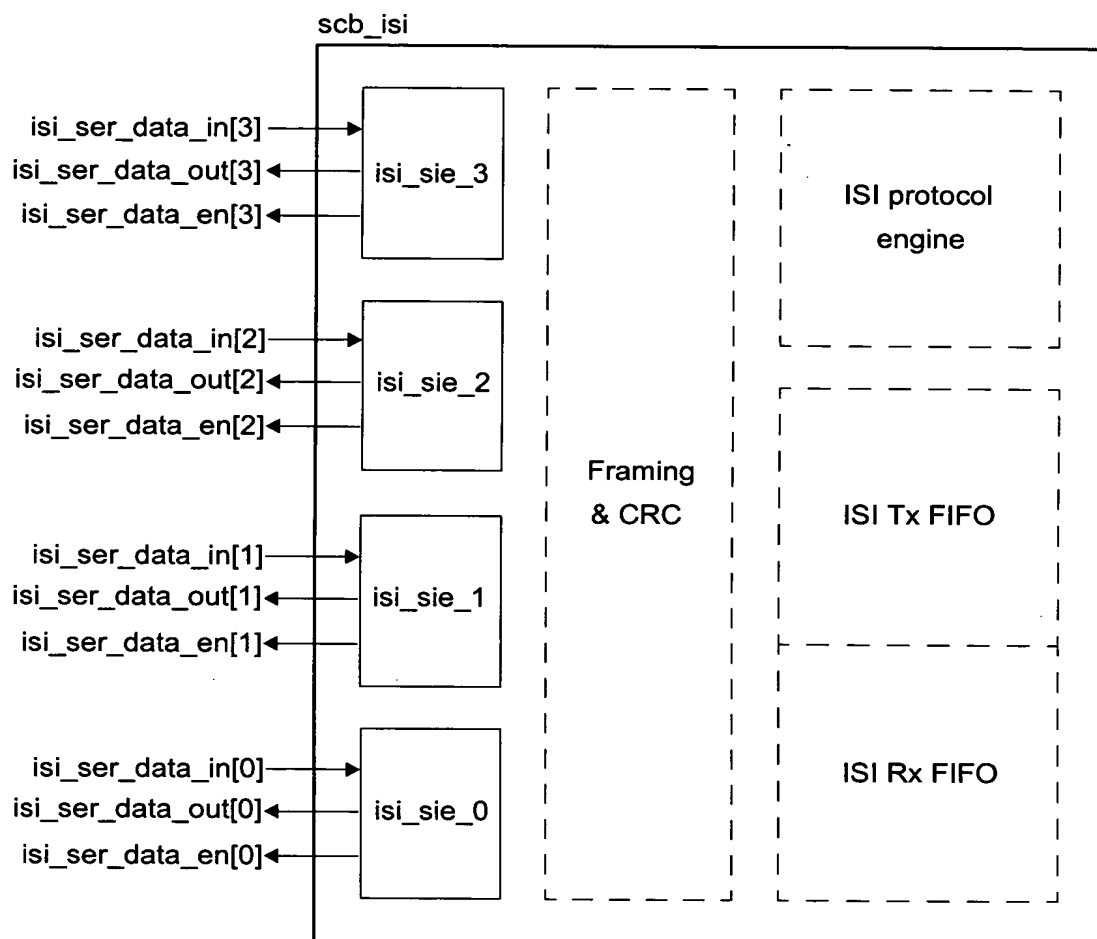 scb_isi
isi_ser_data_in[3]
isi_ser_data_out[3]
isi_ser_data_en[3]
isi_sie_3
isi_ser_data_in[2]
isi_ser_data_out[2]
isi_ser_data_en[2]
isi_sie_2
isi_ser_data_in[1]
isi_ser_data_out[1]
isi_ser_data_en[1]
isi_sie_1
isi_ser_data_in[0]
isi_ser_data_out[0]
isi_ser_data_en[0]
isi_sie_0
Framing
& CRC
ISI protocol
engine
ISI Tx FIFO
ISI Rx FIFO